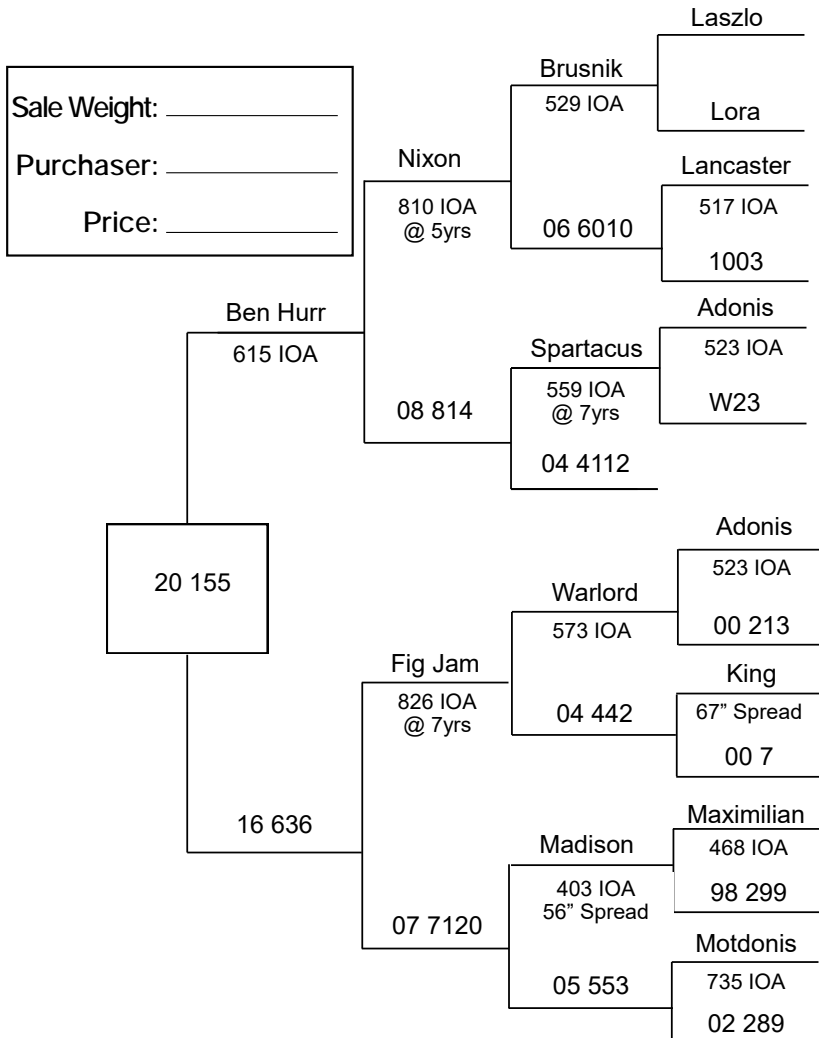 Laszlo
Brusnik
529 IOA
Lora
Sale Weight:
Purchaser:
Price:
Nixon
810 IOA
@ 5yrs
Lancaster
517 IOA
06 6010
1003
Ben Hurr
615 IOA
Adonis
523 IOA
Spartacus
559 IOA
@ 7yrs
W23
08 814
04 4112
20 155
Adonis
523 IOA
Warlord
573 IOA
00 213
Fig Jam
826 IOA
@ 7yrs
King
67” Spread
04 442
00 7
16 636
Maximilian
468 IOA
Madison
403 IOA
56” Spread
98 299
07 7120
Motdonis
735 IOA
05 553
02 289